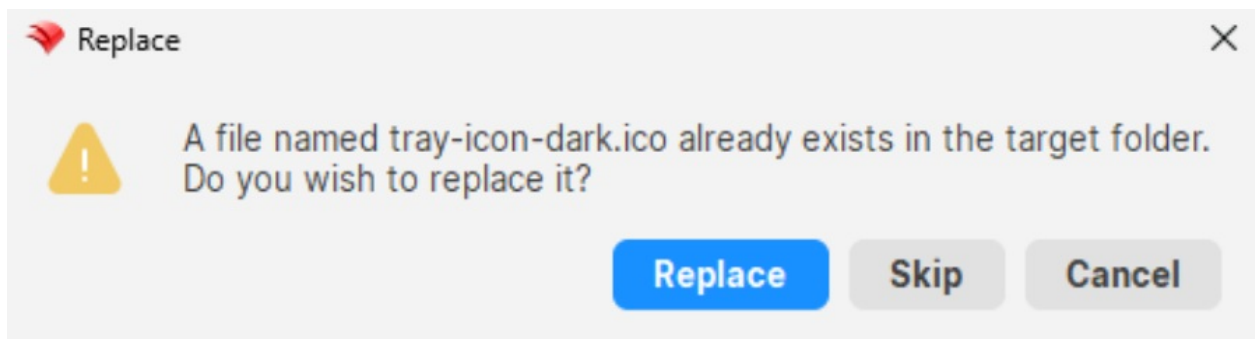 Replace
A file named tray-icon-dark.ico already exists in the target folder.
Do you wish to replace it?
Replace
Skip
Cancel